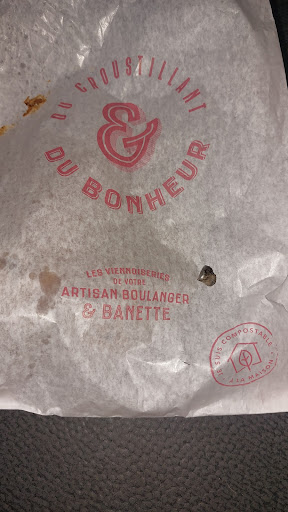 DU CROUSTILLANT
&
DU BONHEUR
LES VIENNOISERIES
DE VOTRE
ARTISAN BOULANGER
& BANETTE
JE SUIS COMPOSTABLE
À LA MAISON